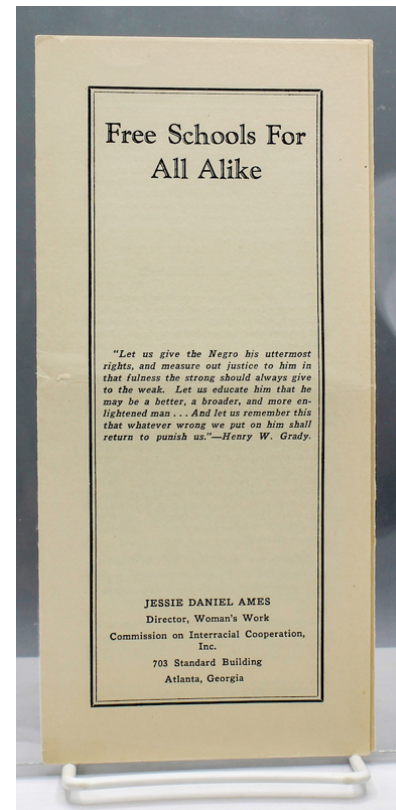 Free Schools For
All Alike
"Let us give the Negro his uttermost
rights, and measure out justice to him in
that fulness the strong should always give
to the weak. Let us educate him that he
may be a better, a broader, and more en-
lightened man . . . And let us remember this
that whatever wrong we put on him shall
return to punish us."—Henry W. Grady.
JESSIE DANIEL AMES
Director, Woman's Work
Commission on Interracial Cooperation,
Inc.
703 Standard Building
Atlanta, Georgia